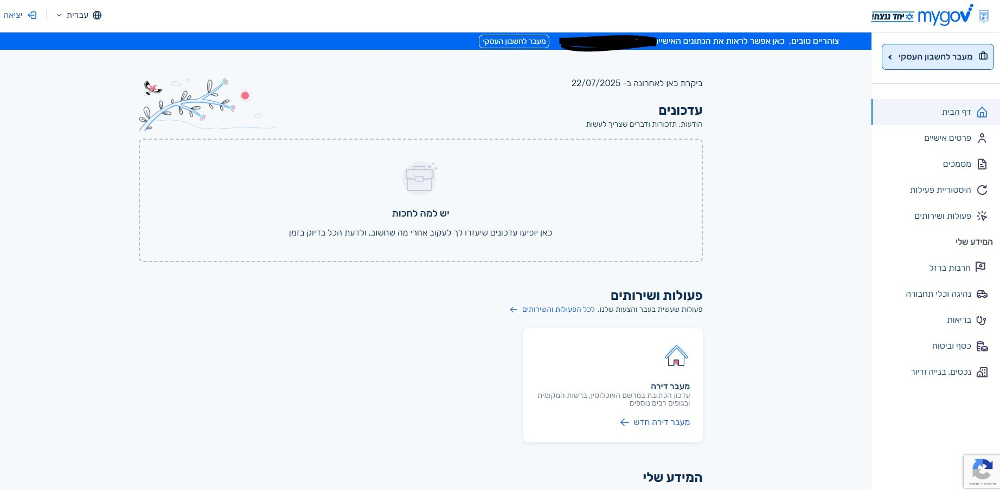 mygov
יחד ננצח!
עברית
יציאה
צוהריים טובים, כאן אפשר לראות את הנתונים האישיים
מעבר לחשבון העסקי
מעבר לחשבון העסקי
דף הבית
פרטים אישיים
מסמכים
היסטוריית פעילות
פעולות ושירותים
המידע שלי
חרבות ברזל
נהיגה וכלי תחבורה
בריאות
כסף וביטוח
נכסים, בנייה ודיור
ביקרת כאן לאחרונה ב- 22/07/2025
עדכונים
הודעות, תזכורות ודברים שצריך לעשות
יש למה לחכות
כאן יופיעו עדכונים שיעזרו לך לעקוב אחרי מה שחשוב, ולדעת הכל בדיוק בזמן
פעולות ושירותים
פעולות שעשית בעבר והצעות שלנו. לכל הפעולות והשירותים
מעבר דירה
עדכון הכתובת במרשם האוכלוסין, ברשות המקומית
ובגופים רבים נוספים
מעבר דירה חדש
המידע שלי
פרטיות - תנאים